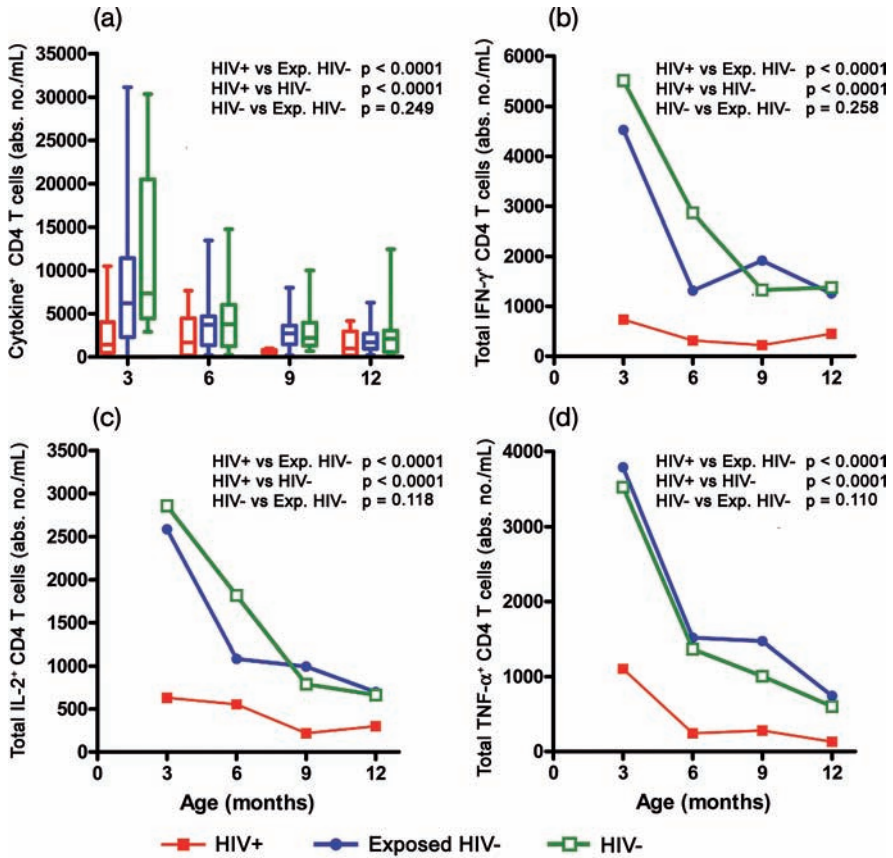 (a)
Cytokine⁺ CD4 T cells (abs. no./mL)
35000
30000
25000
20000
15000
10000
5000
0
HIV+ vs Exp. HIV- p < 0.0001
HIV+ vs HIV- p < 0.0001
HIV- vs Exp. HIV- p = 0.249
3 6 9 12
(b)
Total IFN-γ⁺ CD4 T cells (abs. no./mL)
6000
5000
4000
3000
2000
1000
0
HIV+ vs Exp. HIV- p < 0.0001
HIV+ vs HIV- p < 0.0001
HIV- vs Exp. HIV- p = 0.258
0 3 6 9 12
(c)
Total IL-2⁺ CD4 T cells (abs. no./mL)
3500
3000
2500
2000
1500
1000
500
0
HIV+ vs Exp. HIV- p < 0.0001
HIV+ vs HIV- p < 0.0001
HIV- vs Exp. HIV- p = 0.118
0 3 6 9 12
Age (months)
(d)
Total TNF-α⁺ CD4 T cells (abs. no./mL)
4000
3000
2000
1000
0
HIV+ vs Exp. HIV- p < 0.0001
HIV+ vs HIV- p < 0.0001
HIV- vs Exp. HIV- p = 0.110
0 3 6 9 12
Age (months)
HIV+ Exposed HIV- HIV-